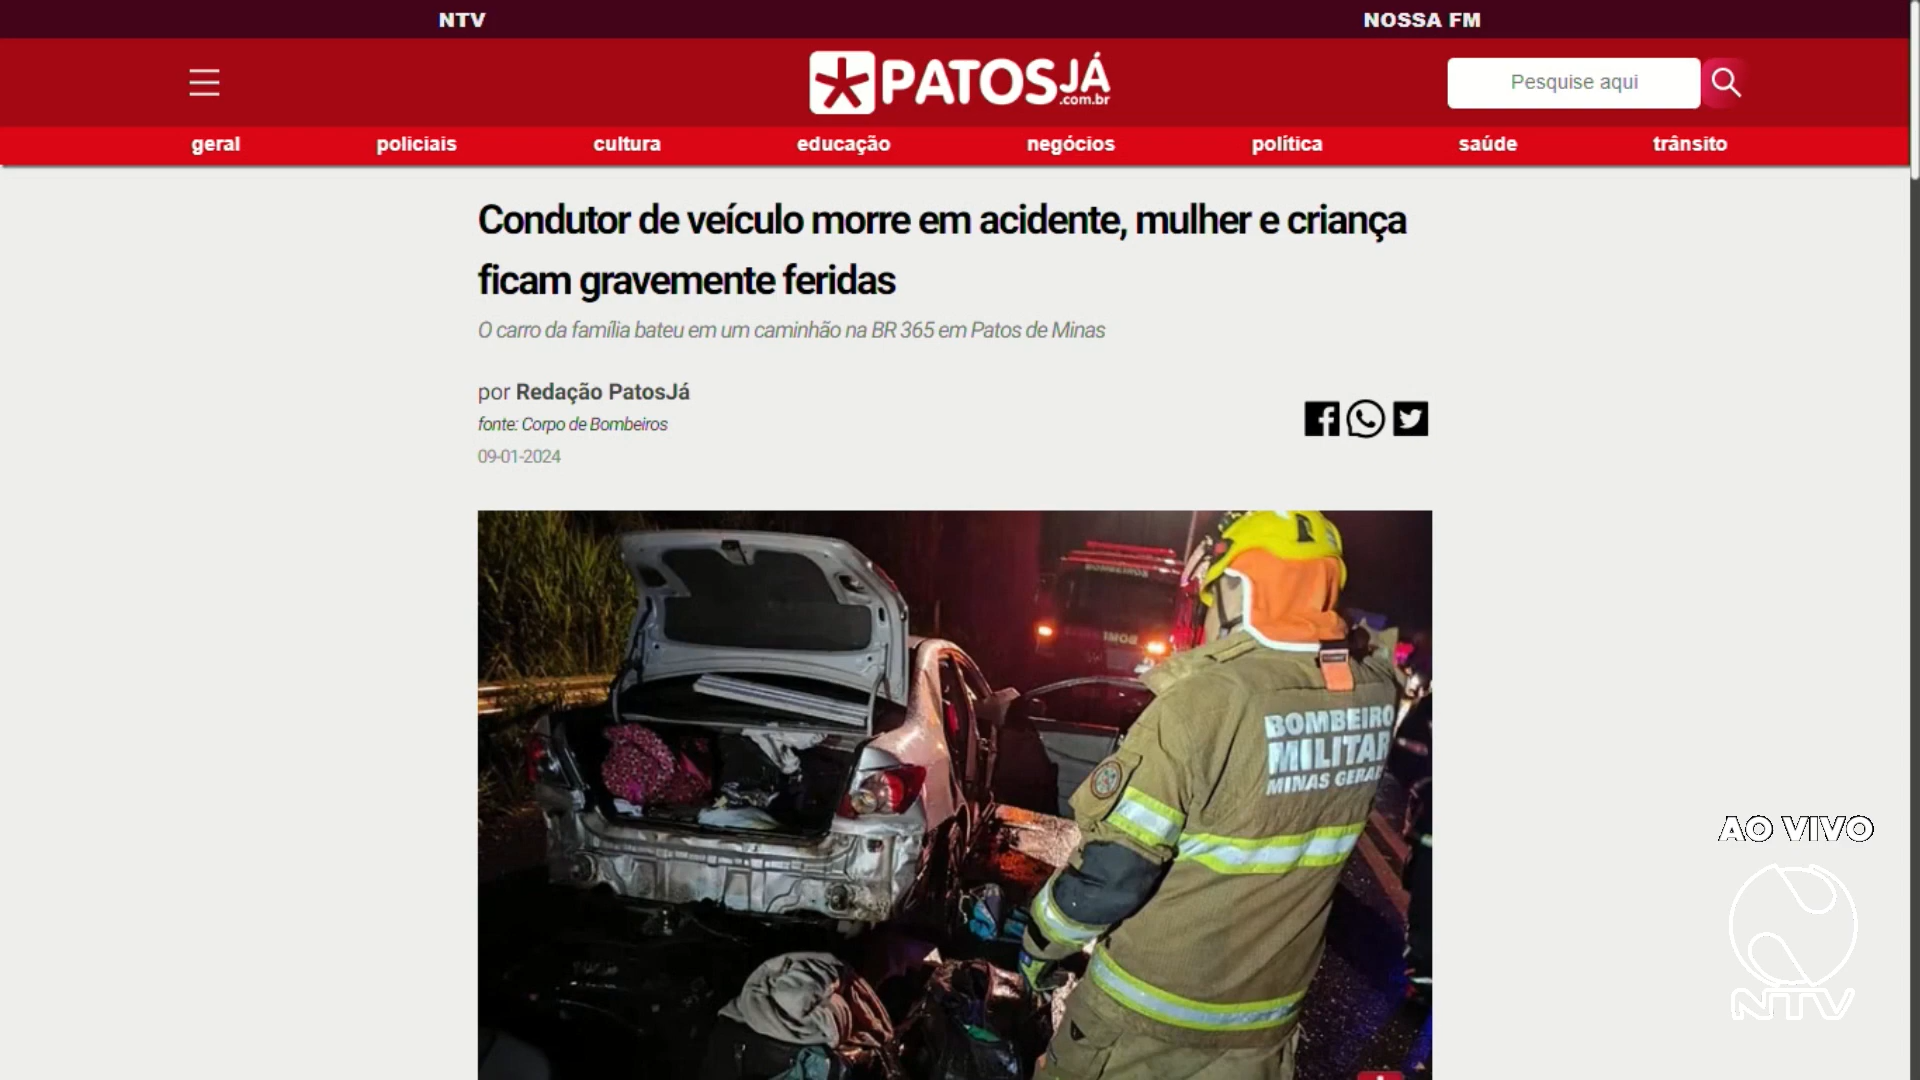 NTV
NOSSA FM
PATOSJÁ
.com.br
Pesquise aqui
geral
policiais
cultura
educação
negócios
política
saúde
trânsito
Condutor de veículo morre em acidente, mulher e criança
ficam gravemente feridas
O carro da família bateu em um caminhão na BR 365 em Patos de Minas
por Redação PatosJá
fonte: Corpo de Bombeiros
09-01-2024
BOMBEIRO
MILITAR
MINAS GERAIS
AO VIVO
NTV